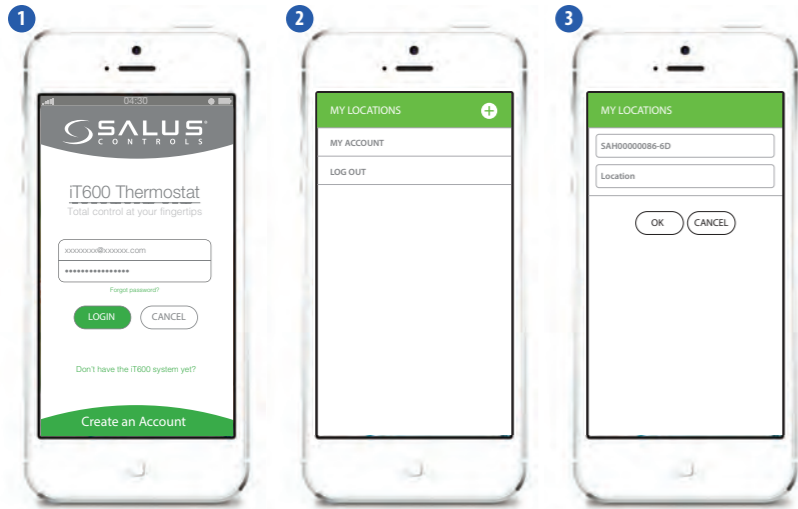 1
04:30
SALUS
CONTROLS
iT600 Thermostat
Total control at your fingertips
xxxxxxxx@xxxxxx.com
****************
Forgot password?
LOGIN
CANCEL
Don't have the iT600 system yet?
Create an Account
2
MY LOCATIONS
MY ACCOUNT
LOG OUT
3
MY LOCATIONS
SAH00000086-6D
Location
OK
CANCEL